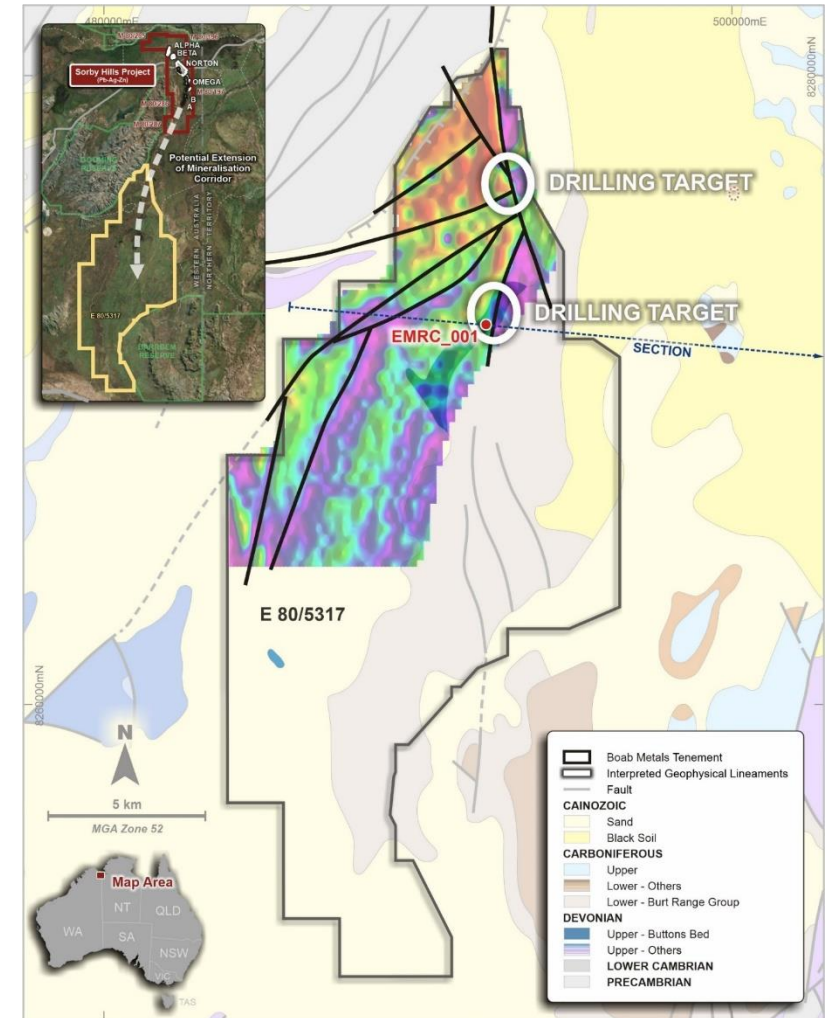 480000mE
500000mE
8280000mN
8260000mN
ALPHA
BETA
NORTON
OMEGA
B
A
Sorby Hills Project
(Pb-Ag-Zn)
Potential Extension
of Mineralisation
Corridor
WESTERN AUSTRALIA
NORTHERN TERRITORY
E 80/5317
RESERVE
DRILLING TARGET
DRILLING TARGET
EMRC_001
SECTION
E 80/5317
N
5 km
MGA Zone 52
Map Area
WA
NT
QLD
SA
NSW
VIC
TAS
Boab Metals Tenement
Interpreted Geophysical Lineaments
Fault
CAINOZOIC
Sand
Black Soil
CARBONIFEROUS
Upper
Lower - Others
Lower - Burt Range Group
DEVONIAN
Upper - Buttons Bed
Upper - Others
LOWER CAMBRIAN
PRECAMBRIAN